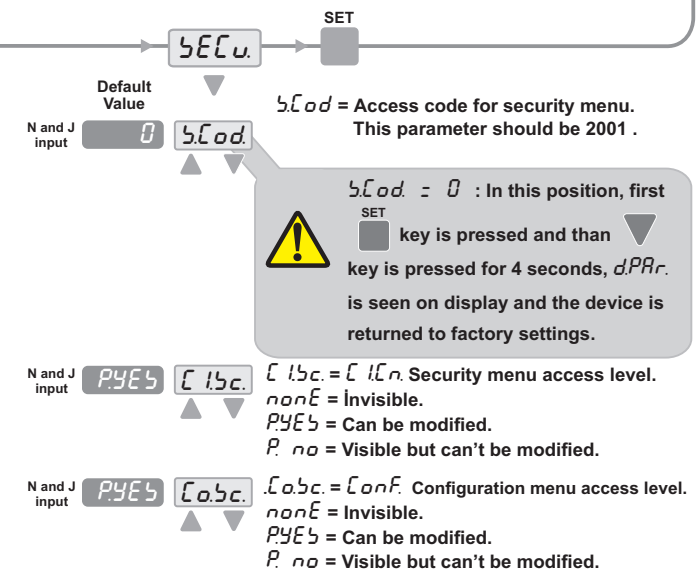 SET
SECu.
Default
Value
N and J
input
0
S.Cod.
S.Cod = Access code for security menu.
This parameter should be 2001 .
S.Cod. = 0 : In this position, first
SET
key is pressed and than
key is pressed for 4 seconds, d.PAr.
is seen on display and the device is
returned to factory settings.
N and J
input
P.YES
C1.Sc.
C1.Sc. = C1.Cn. Security menu access level.
nonE = İnvisible.
P.YES = Can be modified.
P. no = Visible but can’t be modified.
N and J
input
P.YES
Co.Sc.
.Co.Sc. = ConF. Configuration menu access level.
nonE = Invisible.
P.YES = Can be modified.
P. no = Visible but can’t be modified.